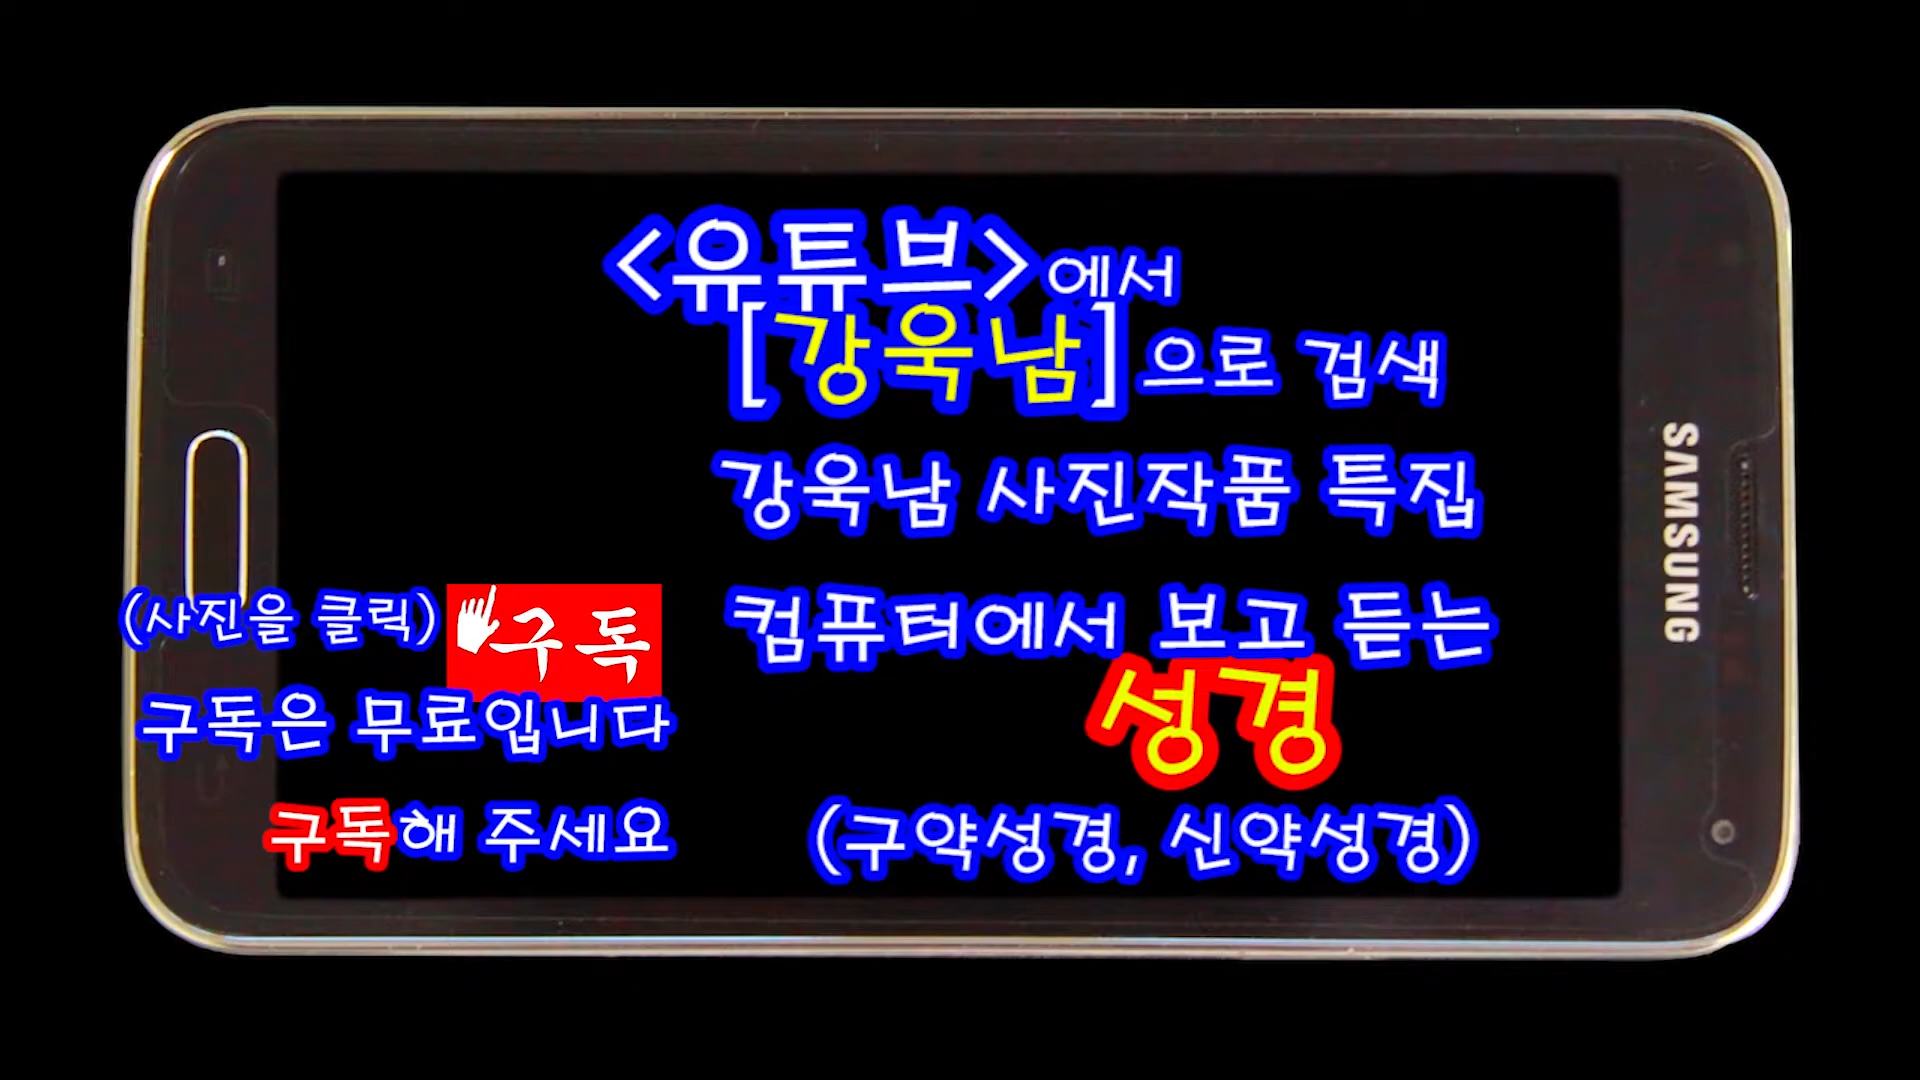 <유튜브>에서
[강욱남]으로 검색
강욱남 사진작품 특집
컴퓨터에서 보고 듣는
성경
(구약성경, 신약성경)
(사진을 클릭) 구독
구독은 무료입니다
구독해 주세요
SAMSUNG